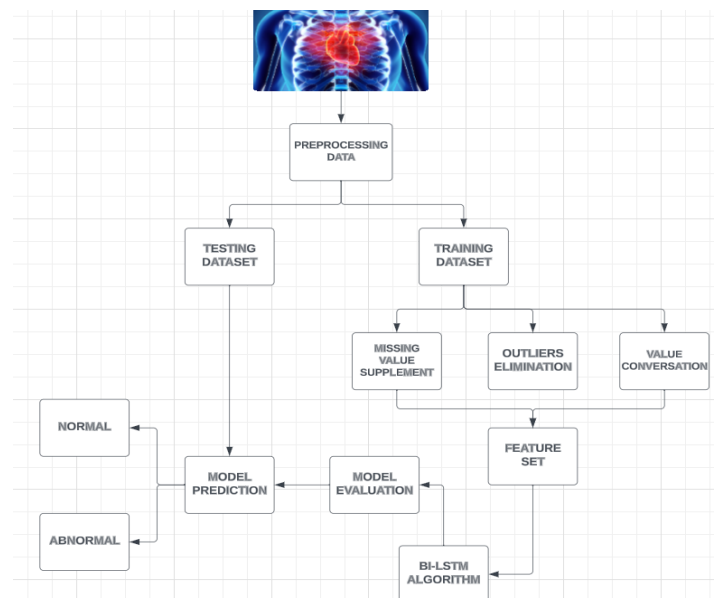 PREPROCESSING
DATA
TESTING
DATASET
TRAINING
DATASET
MISSING
VALUE
SUPPLEMENT
OUTLIERS
ELIMINATION
VALUE
CONVERSATION
NORMAL
FEATURE
SET
MODEL
PREDICTION
MODEL
EVALUATION
ABNORMAL
BI-LSTM
ALGORITHM